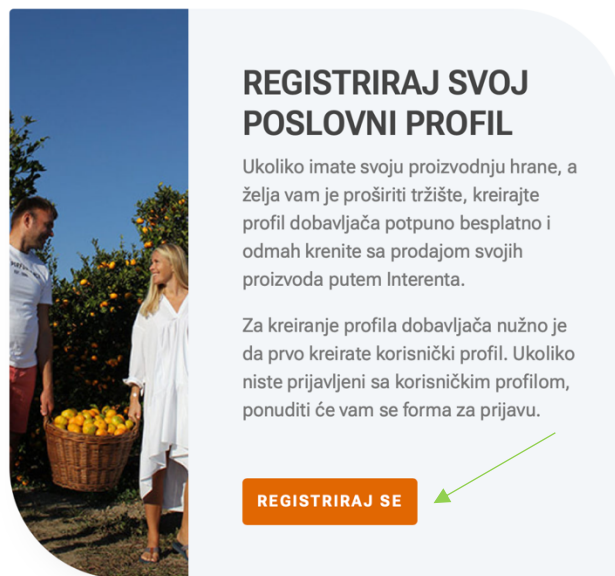 REGISTRIRAJ SVOJ
POSLOVNI PROFIL
Ukoliko imate svoju proizvodnju hrane, a
želja vam je proširiti tržište, kreirajte
profil dobavljača potpuno besplatno i
odmah krenite sa prodajom svojih
proizvoda putem Interenta.
Za kreiranje profila dobavljača nužno je
da prvo kreirate korisnički profil. Ukoliko
niste prijavljeni sa korisničkim profilom,
ponuditi će vam se forma za prijavu.
REGISTRIRAJ SE